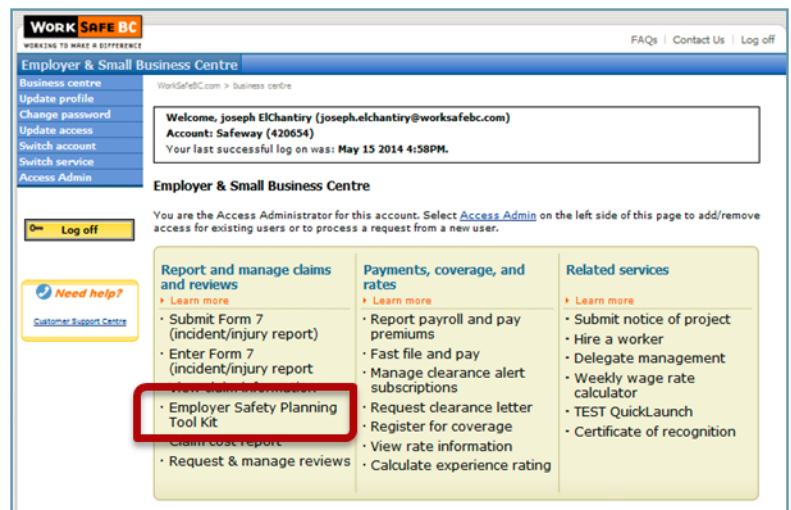 WORK SAFE BC
WORKING TO MAKE A DIFFERENCE
FAQs | Contact Us | Log off
Employer & Small Business Centre
Business centre
Update profile
Change password
Update access
Switch account
Switch service
Access Admin
Log off
Need help?
Customer Support Centre
WorkSafeBC.com > business centre
Welcome, joseph ElChantiry (joseph.elchantiry@worksafebc.com)
Account: Safeway (420654)
Your last successful log on was: May 15 2014 4:58PM.
Employer & Small Business Centre
You are the Access Administrator for this account. Select Access Admin on the left side of this page to add/remove
access for existing users or to process a request from a new user.
Report and manage claims
and reviews
Learn more
· Submit Form 7
(incident/injury report)
· Enter Form 7
(incident/injury report
View claim information
· Employer Safety Planning
Tool Kit
Claim cost report
· Request & manage reviews
Payments, coverage, and
rates
Learn more
· Report payroll and pay
premiums
· Fast file and pay
· Manage clearance alert
subscriptions
· Request clearance letter
· Register for coverage
· View rate information
· Calculate experience rating
Related services
Learn more
· Submit notice of project
· Hire a worker
· Delegate management
· Weekly wage rate
calculator
· TEST QuickLaunch
· Certificate of recognition